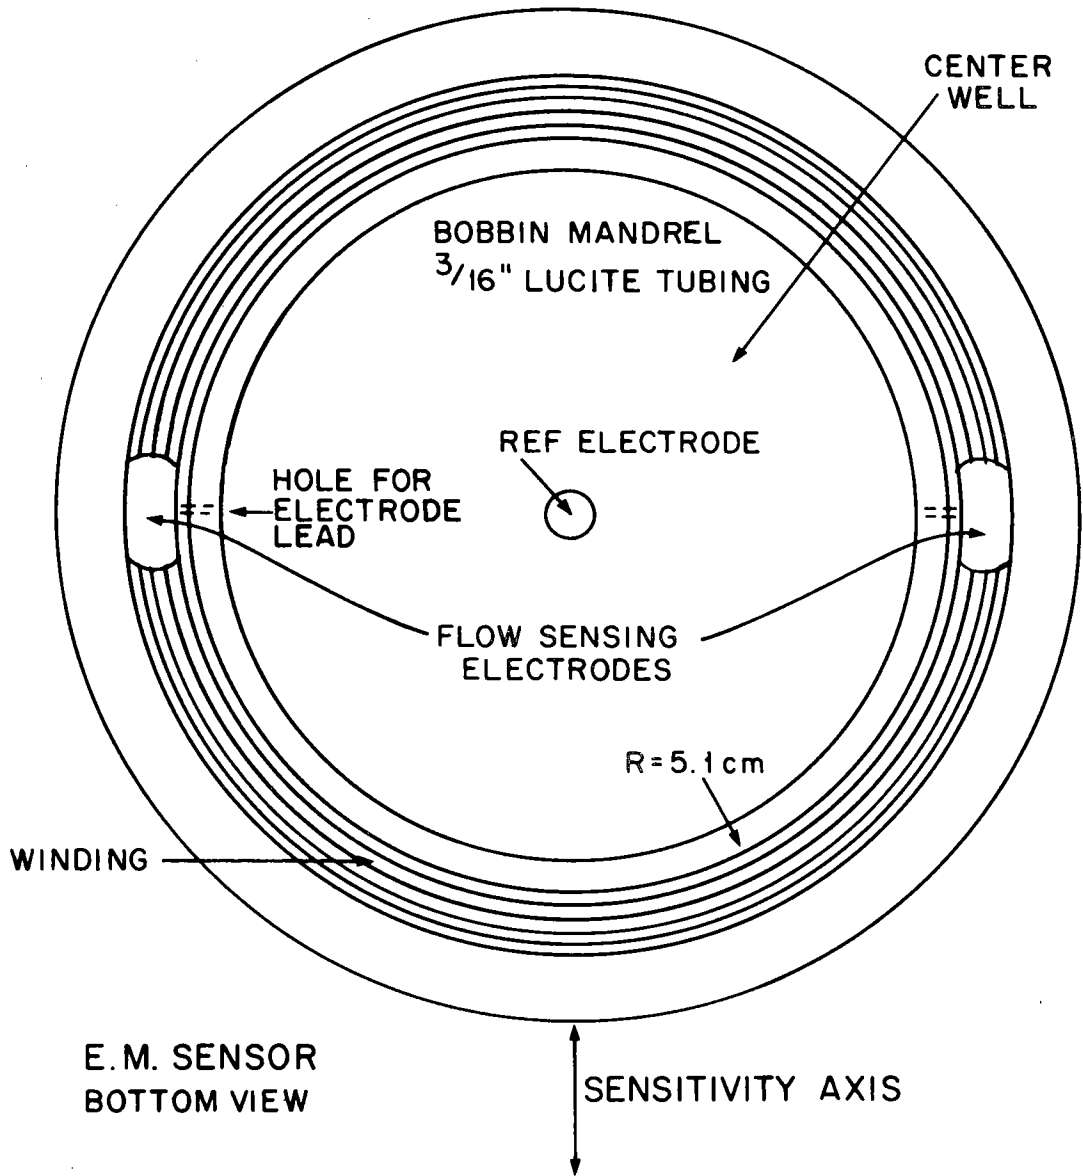 CENTER
WELL
BOBBIN MANDREL
3/16" LUCITE TUBING
REF ELECTRODE
HOLE FOR
ELECTRODE
LEAD
FLOW SENSING
ELECTRODES
R=5.1cm
WINDING
E.M. SENSOR
BOTTOM VIEW
SENSITIVITY AXIS